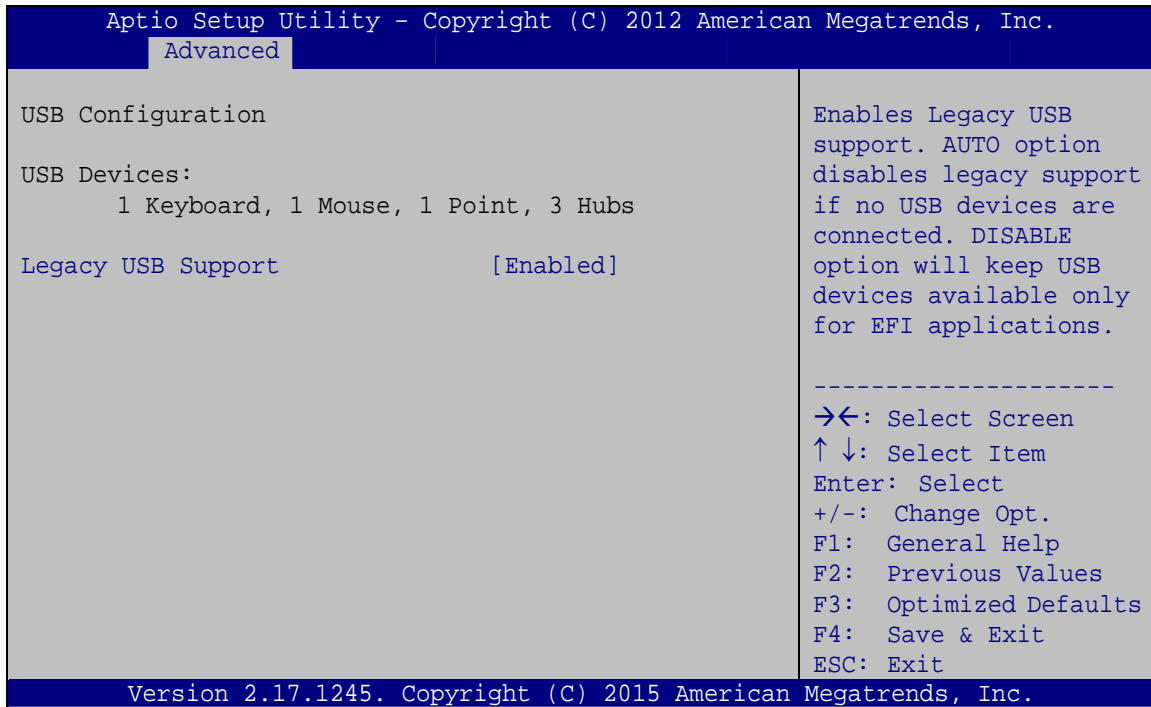 Aptio Setup Utility – Copyright (C) 2012 American Megatrends, Inc.
Advanced
USB Configuration
USB Devices:
1 Keyboard, 1 Mouse, 1 Point, 3 Hubs
Legacy USB Support [Enabled]
Enables Legacy USB
support. AUTO option
disables legacy support
if no USB devices are
connected. DISABLE
option will keep USB
devices available only
for EFI applications.
---------------------
→←: Select Screen
↑ ↓: Select Item
Enter: Select
+/-: Change Opt.
F1: General Help
F2: Previous Values
F3: Optimized Defaults
F4: Save & Exit
ESC: Exit
Version 2.17.1245. Copyright (C) 2015 American Megatrends, Inc.